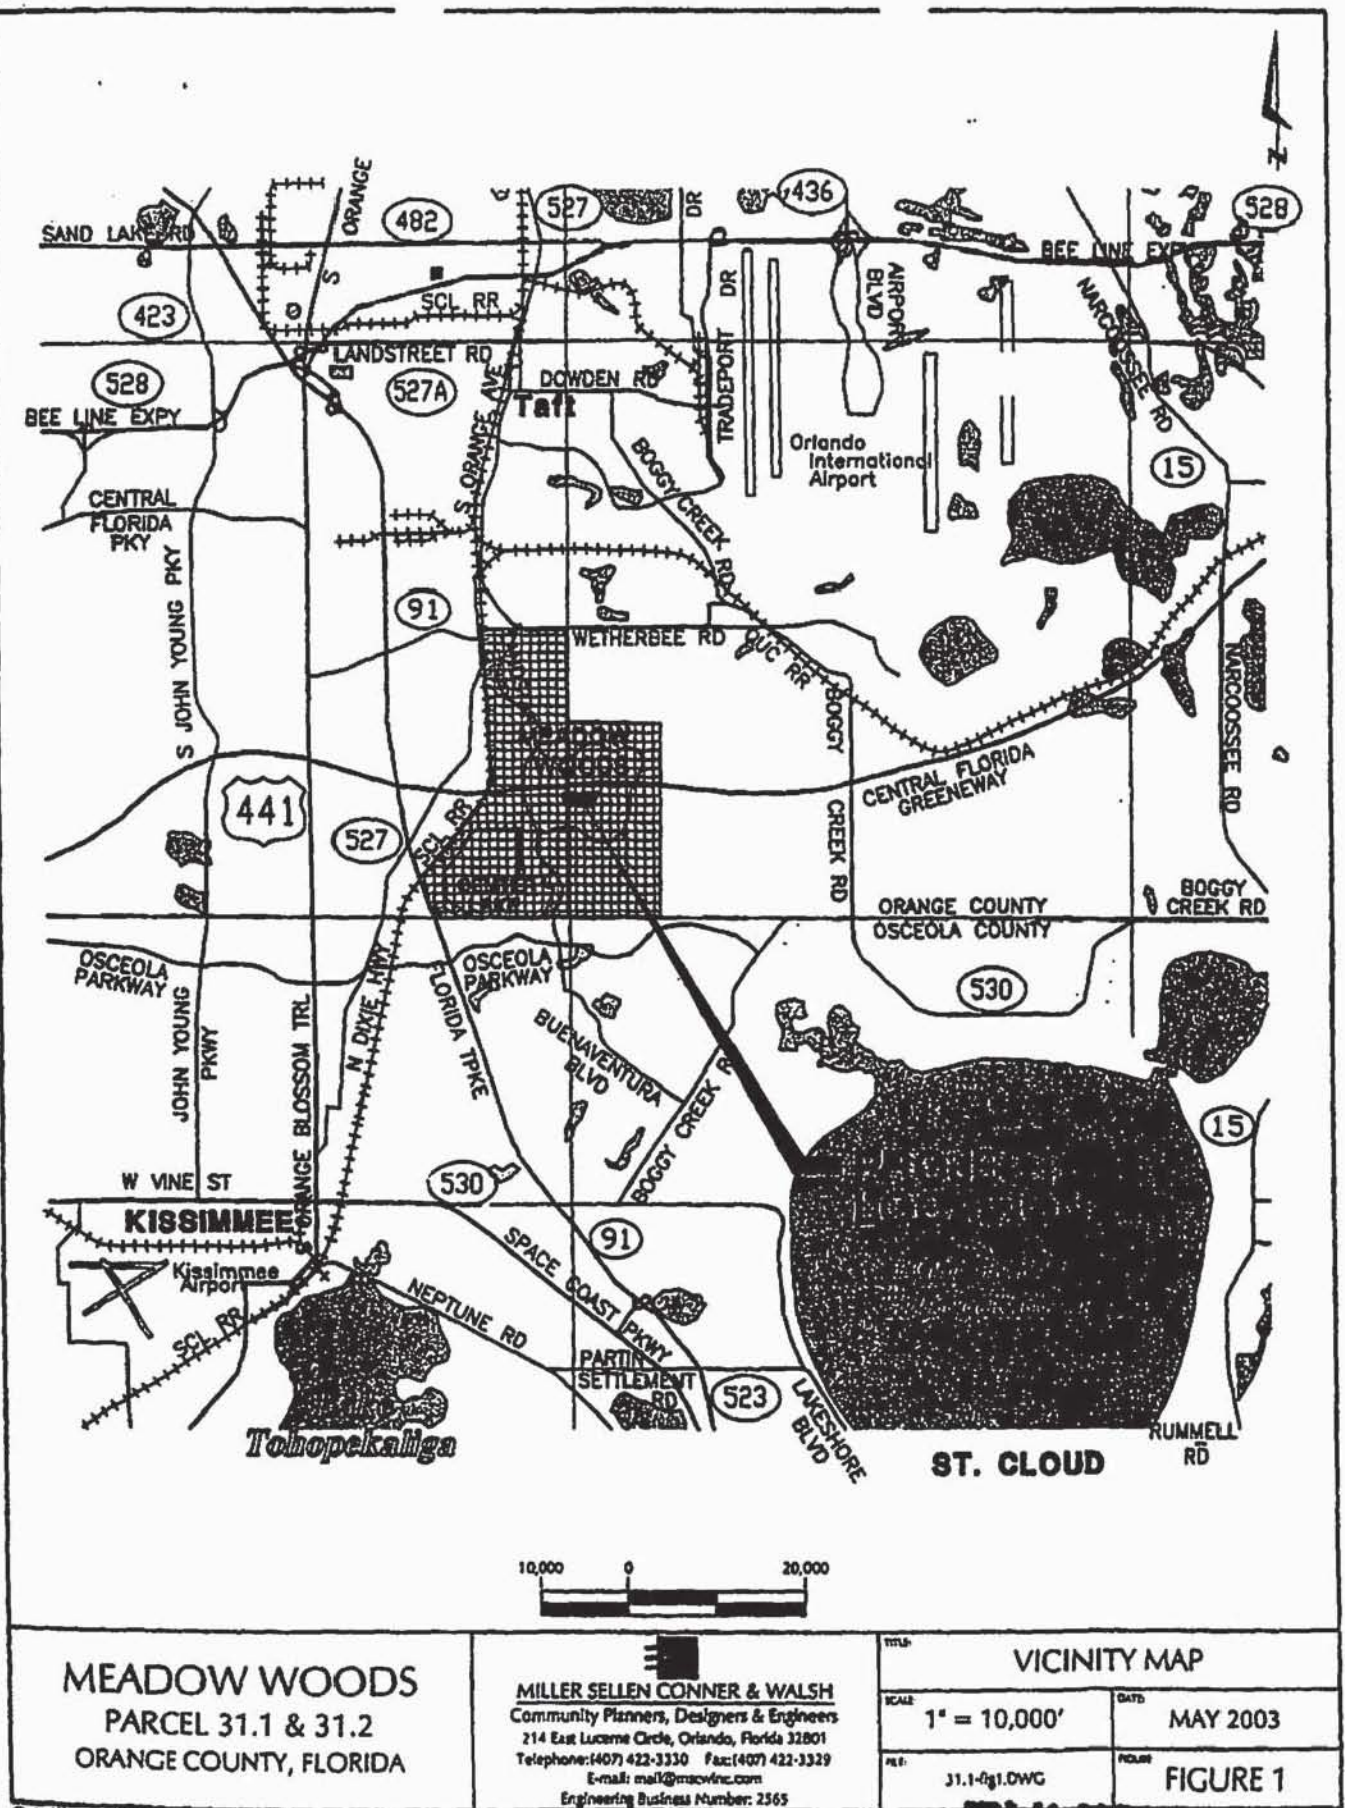 ORANGE
S
482
527
DR
436
528
SAND LAKE RD
BEE LINE EXPY
423
SCL RR
DR
AIRPORT
BLVD
NARCOOSSEE RD
LANDSTREET RD
528
527A
DOWDEN RD
Taft
TRADEPORT
BEE LINE EXPY
S ORANGE AVE
Orlando
International
Airport
15
BOGGY CREEK RD
CENTRAL
FLORIDA
PKY
S JOHN YOUNG PKY
91
WETHERBEE RD
OUC RR
NARCOOSSEE RD
BOGGY
CREEK RD
MEADOW
WOODS
CENTRAL FLORIDA
GREENEWAY
441
527
SCL RR
BOGGY
CREEK RD
ORANGE COUNTY
OSCEOLA COUNTY
OSCEOLA
PARKWAY
OSCEOLA
PARKWAY
530
JOHN YOUNG
PKWY
S ORANGE BLOSSOM TRL
N DIXIE HWY
FLORIDA TPKE
BUENAVENTURA
BLVD
BOGGY CREEK R
15
W VINE ST
530
KISSIMMEE
91
SPACE COAST PKWY
Kissimmee
Airport
NEPTUNE RD
SCL RR
PARTIN
SETTLEMENT
RD
523
LAKESHORE
BLVD
Tohopekaliga
ST. CLOUD
RUMMELL
RD
10,000 0 20,000
MEADOW WOODS
PARCEL 31.1 & 31.2
ORANGE COUNTY, FLORIDA
MILLER SELLEN CONNER & WALSH
Community Planners, Designers & Engineers
214 East Lucerne Circle, Orlando, Florida 32801
Telephone:(407) 422-3330 Fax:(407) 422-3329
E-mail: mail@mscwinc.com
Engineering Business Number: 2565
TITLE:
VICINITY MAP
SCALE:
1" = 10,000'
DATE:
MAY 2003
FILE:
31.1-fig1.DWG
FIGURE
FIGURE 1